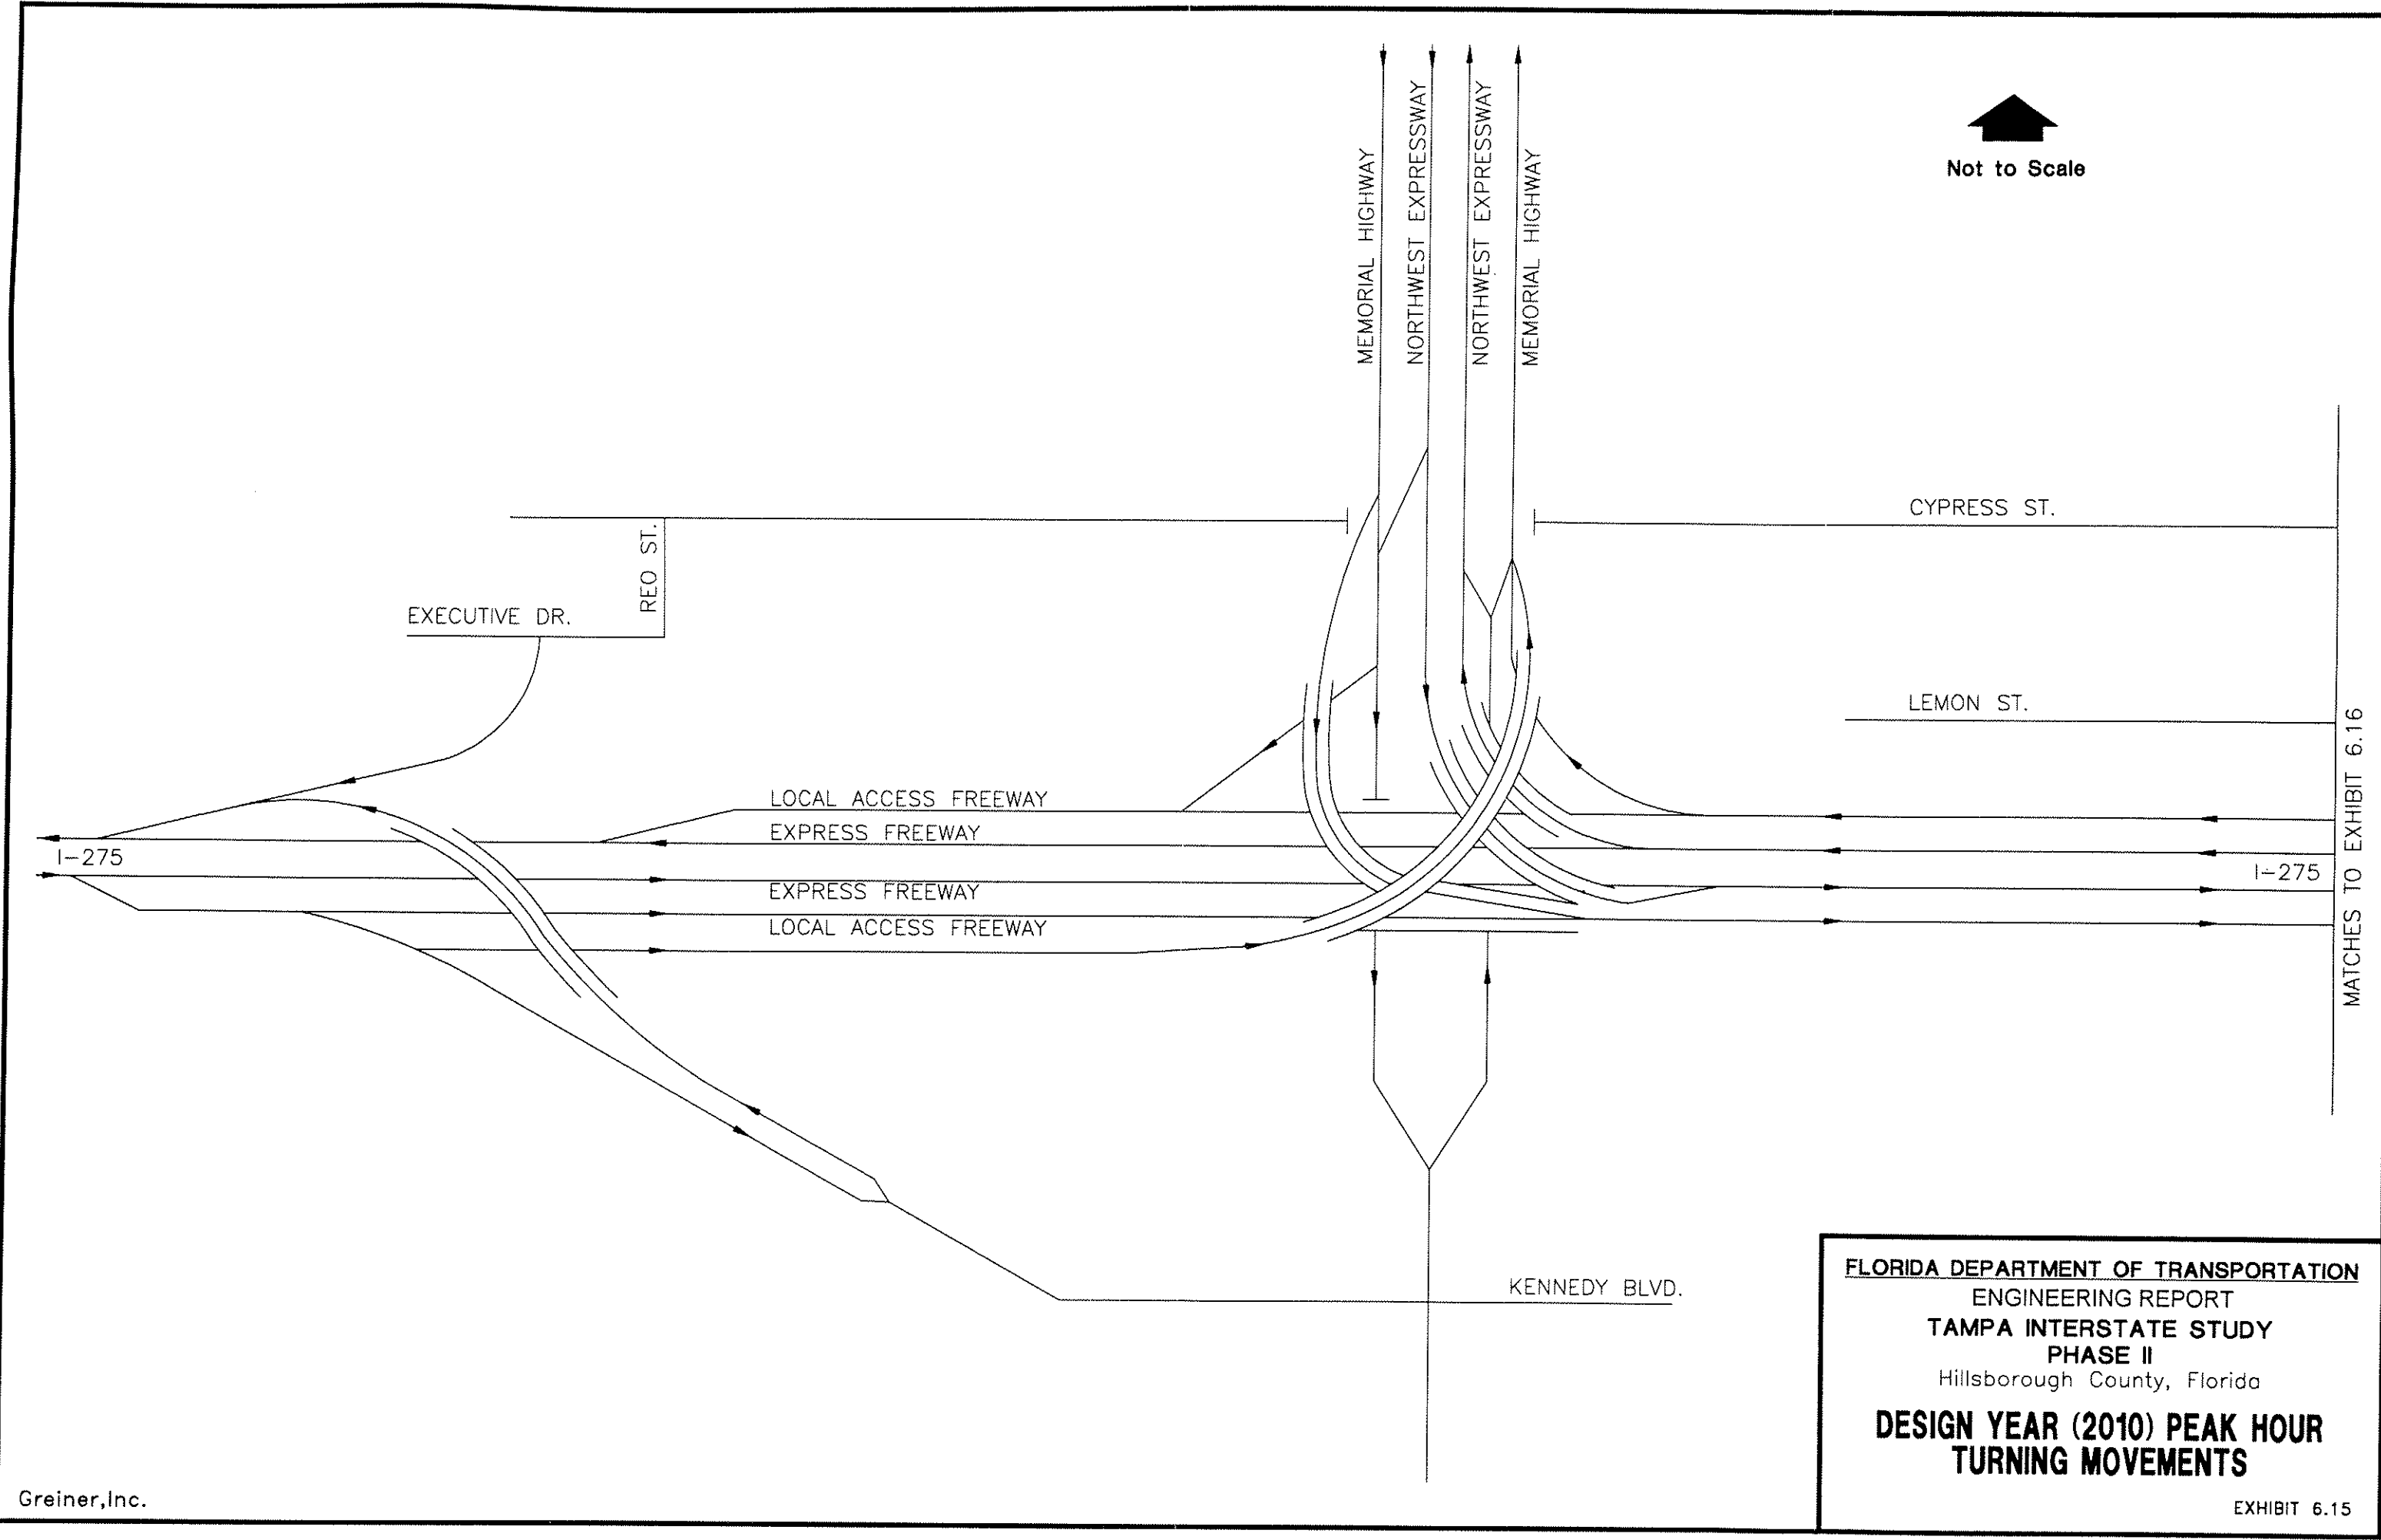 MEMORIAL HIGHWAY
NORTHWEST EXPRESSWAY
NORTHWEST EXPRESSWAY
MEMORIAL HIGHWAY
Not to Scale
CYPRESS ST.
REO ST.
EXECUTIVE DR.
LEMON ST.
LOCAL ACCESS FREEWAY
EXPRESS FREEWAY
I-275
EXPRESS FREEWAY
LOCAL ACCESS FREEWAY
I-275
MATCHES TO EXHIBIT 6.16
KENNEDY BLVD.
FLORIDA DEPARTMENT OF TRANSPORTATION
ENGINEERING REPORT
TAMPA INTERSTATE STUDY
PHASE II
Hillsborough County, Florida
DESIGN YEAR (2010) PEAK HOUR
TURNING MOVEMENTS
EXHIBIT 6.15
Greiner,Inc.